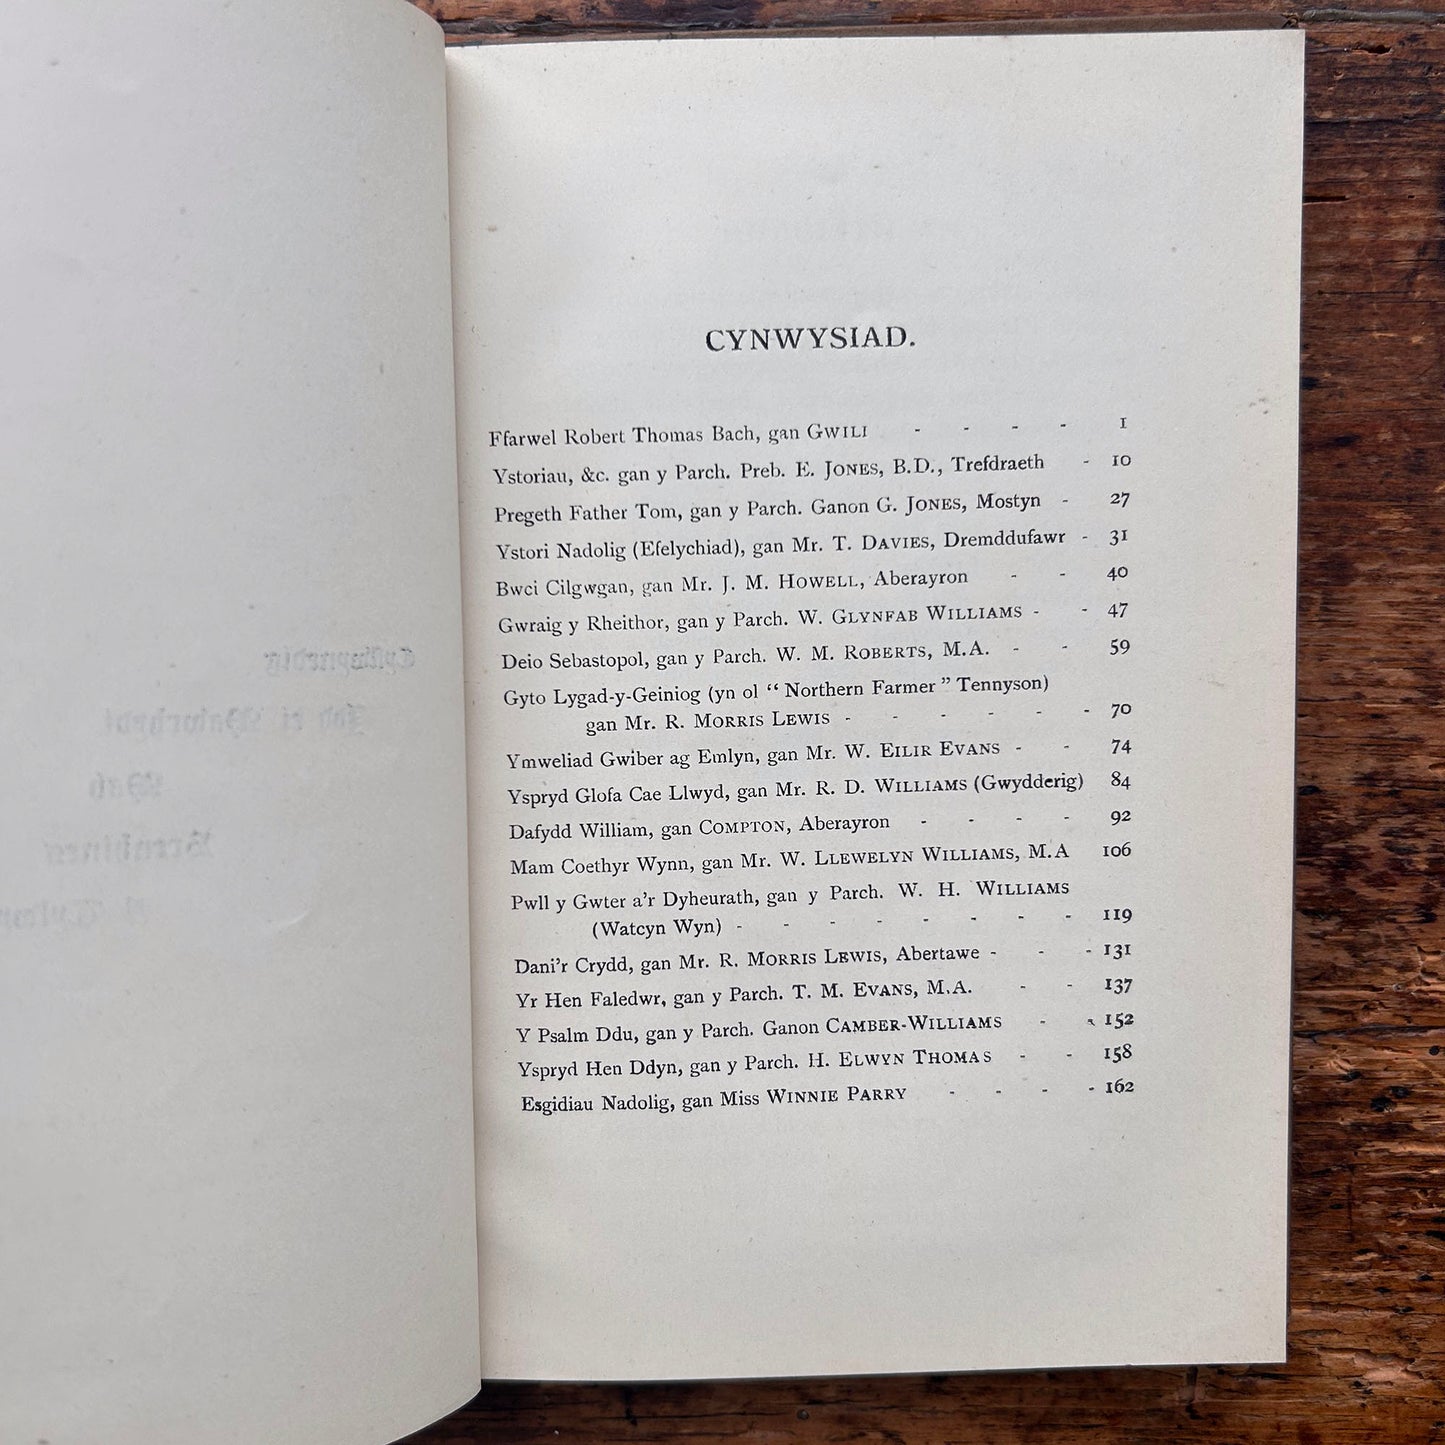 CYNWYSIAD.
Ffarwel Robert Thomas Bach, gan GWILI - - - - 1
Ystoriau, &c. gan y Parch. Preb. E. JONES, B.D., Trefdraeth - 10
Pregeth Father Tom, gan y Parch. Ganon G. JONES, Mostyn - 27
Ystori Nadolig (Efelychiad), gan Mr. T. DAVIES, Dremddufawr - 31
Bwci Cilgwgan, gan Mr. J. M. HOWELL, Aberayron - - 40
Gwraig y Rheithor, gan y Parch. W. GLYNFAB WILLIAMS - - 47
Deio Sebastopol, gan y Parch. W. M. ROBERTS, M.A. - - 59
Gyto Lygad-y-Geiniog (yn ol “ Northern Farmer ” Tennyson)
gan Mr. R. MORRIS LEWIS - - - - - - 70
Ymweliad Gwiber ag Emlyn, gan Mr. W. EILIR EVANS - - 74
Yspryd Glofa Cae Llwyd, gan Mr. R. D. WILLIAMS (Gwydderig) 84
Dafydd William, gan COMPTON, Aberayron - - - - 92
Mam Coethyr Wynn, gan Mr. W. LLEWELYN WILLIAMS, M.A 106
Pwll y Gwter a'r Dyheurath, gan y Parch. W. H. WILLIAMS
(Watcyn Wyn) - - - - - - - - 119
Dani'r Crydd, gan Mr. R. MORRIS LEWIS, Abertawe - - - 131
Yr Hen Faledwr, gan y Parch. T. M. EVANS, M.A. - - 137
Y Psalm Ddu, gan y Parch. Ganon CAMBER-WILLIAMS - - 152
Yspryd Hen Ddyn, gan y Parch. H. ELWYN THOMAS - - 158
Esgidiau Nadolig, gan Miss WINNIE PARRY - - - - 162